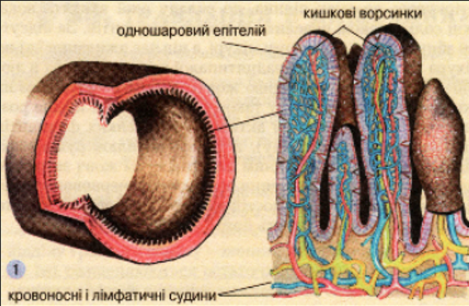 кишкові ворсинки
одношаровий епітелій
1
кровоносні і лімфатичні судини